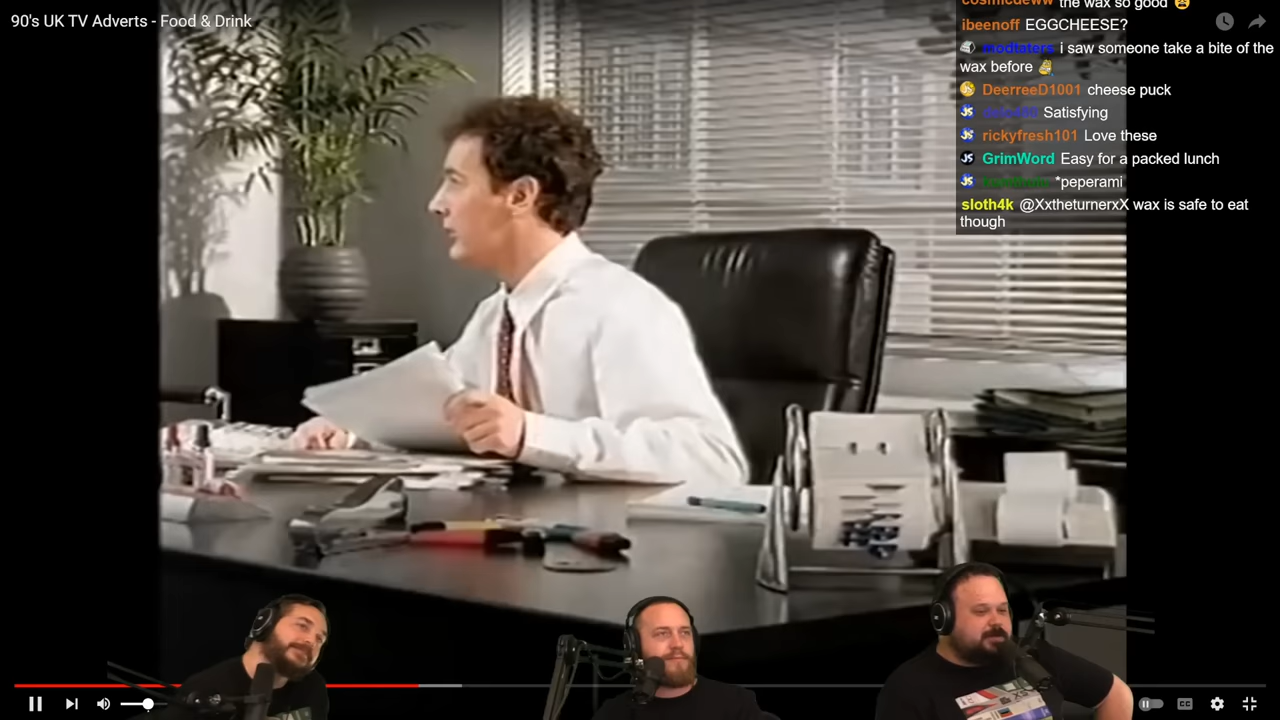 90's UK TV Adverts - Food & Drink
cosmicdeww the wax so good
ibeenoff EGGCHEESE?
modtaters i saw someone take a bite of the
wax before
DeerreeD1001 cheese puck
Satisfying
rickyfresh101 Love these
GrimWord Easy for a packed lunch
*peperami
sloth4k @XxtheturnerxX wax is safe to eat
though